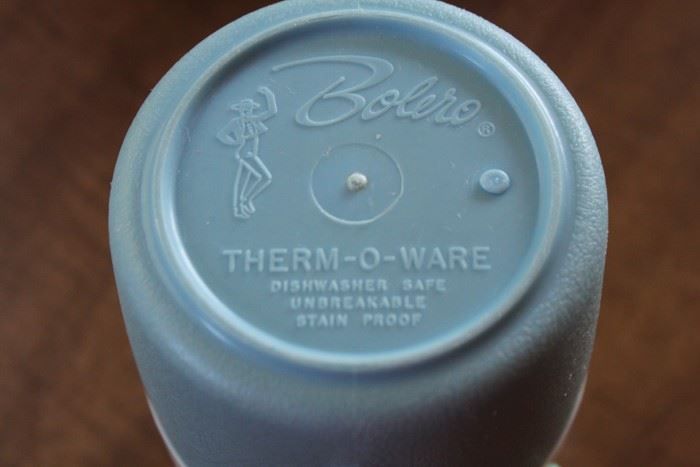 Bolero®
THERM-O-WARE
DISHWASHER SAFE
UNBREAKABLE
STAIN PROOF